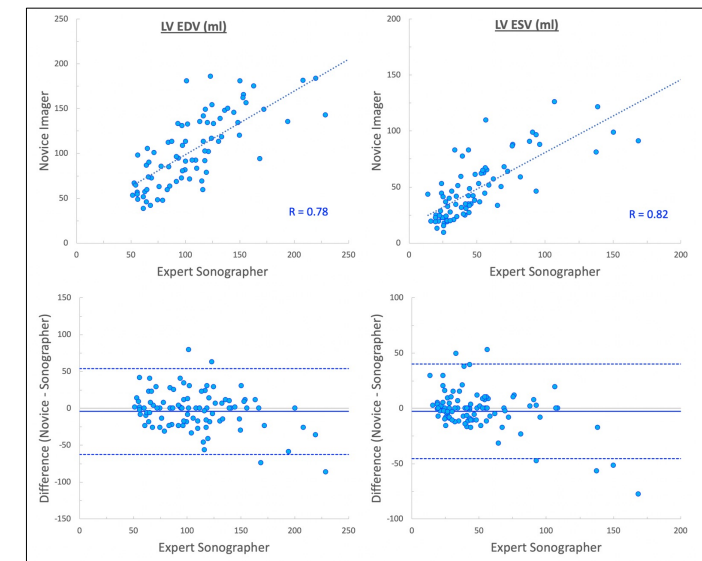 LV EDV (ml)
250
200
150
100
50
0
Novice Imager
R = 0.78
0 50 100 150 200 250
Expert Sonographer
LV ESV (ml)
200
150
100
50
0
Novice Imager
R = 0.82
0 50 100 150 200
Expert Sonographer
150
100
50
0
-50
-100
-150
Difference (Novice - Sonographer)
0 50 100 150 200 250
Expert Sonographer
100
50
0
-50
-100
Difference (Novice - Sonographer)
0 50 100 150 200
Expert Sonographer